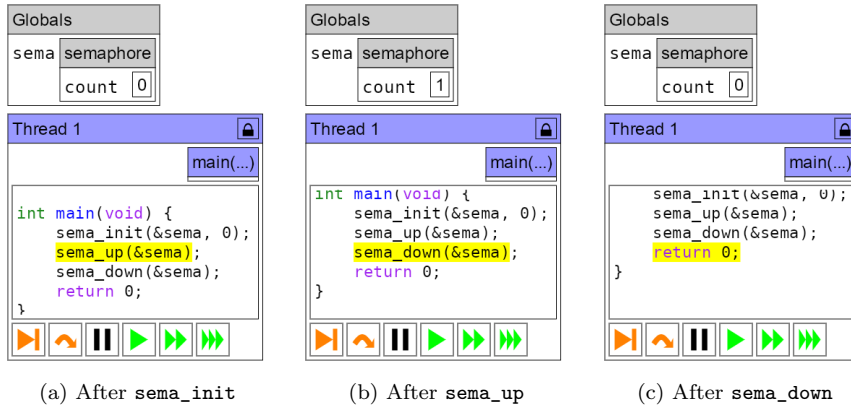 Globals
sema semaphore
count 0
Thread 1
main(...)
int main(void) {
sema_init(&sema, 0);
sema_up(&sema);
sema_down(&sema);
return 0;
}
(a) After sema_init
Globals
sema semaphore
count 1
Thread 1
main(...)
int main(void) {
sema_init(&sema, 0);
sema_up(&sema);
sema_down(&sema);
return 0;
}
(b) After sema_up
Globals
sema semaphore
count 0
Thread 1
main(...)
sema_init(&sema, 0);
sema_up(&sema);
sema_down(&sema);
return 0;
}
(c) After sema_down